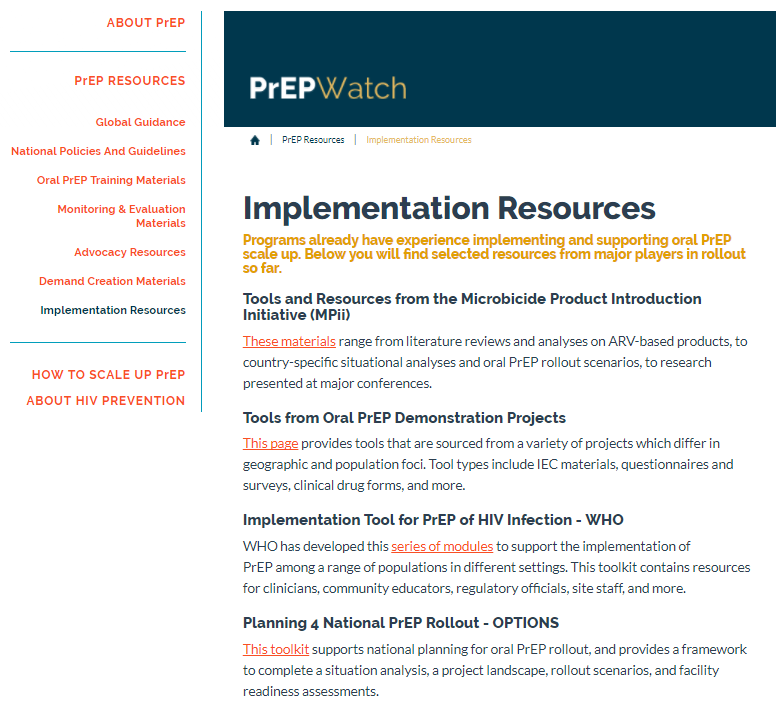 ABOUT PrEP
PrEP RESOURCES
Global Guidance
National Policies And Guidelines
Oral PrEP Training Materials
Monitoring & Evaluation
Materials
Advocacy Resources
Demand Creation Materials
Implementation Resources
HOW TO SCALE UP PrEP
ABOUT HIV PREVENTION
PrEPWatch
PrEP Resources | Implementation Resources
Implementation Resources
Programs already have experience implementing and supporting oral PrEP
scale up. Below you will find selected resources from major players in rollout
so far.
Tools and Resources from the Microbicide Product Introduction
Initiative (MPii)
These materials range from literature reviews and analyses on ARV-based products, to
country-specific situational analyses and oral PrEP rollout scenarios, to research
presented at major conferences.
Tools from Oral PrEP Demonstration Projects
This page provides tools that are sourced from a variety of projects which differ in
geographic and population foci. Tool types include IEC materials, questionnaires and
surveys, clinical drug forms, and more.
Implementation Tool for PrEP of HIV Infection - WHO
WHO has developed this series of modules to support the implementation of
PrEP among a range of populations in different settings. This toolkit contains resources
for clinicians, community educators, regulatory officials, site staff, and more.
Planning 4 National PrEP Rollout - OPTIONS
This toolkit supports national planning for oral PrEP rollout, and provides a framework
to complete a situation analysis, a project landscape, rollout scenarios, and facility
readiness assessments.